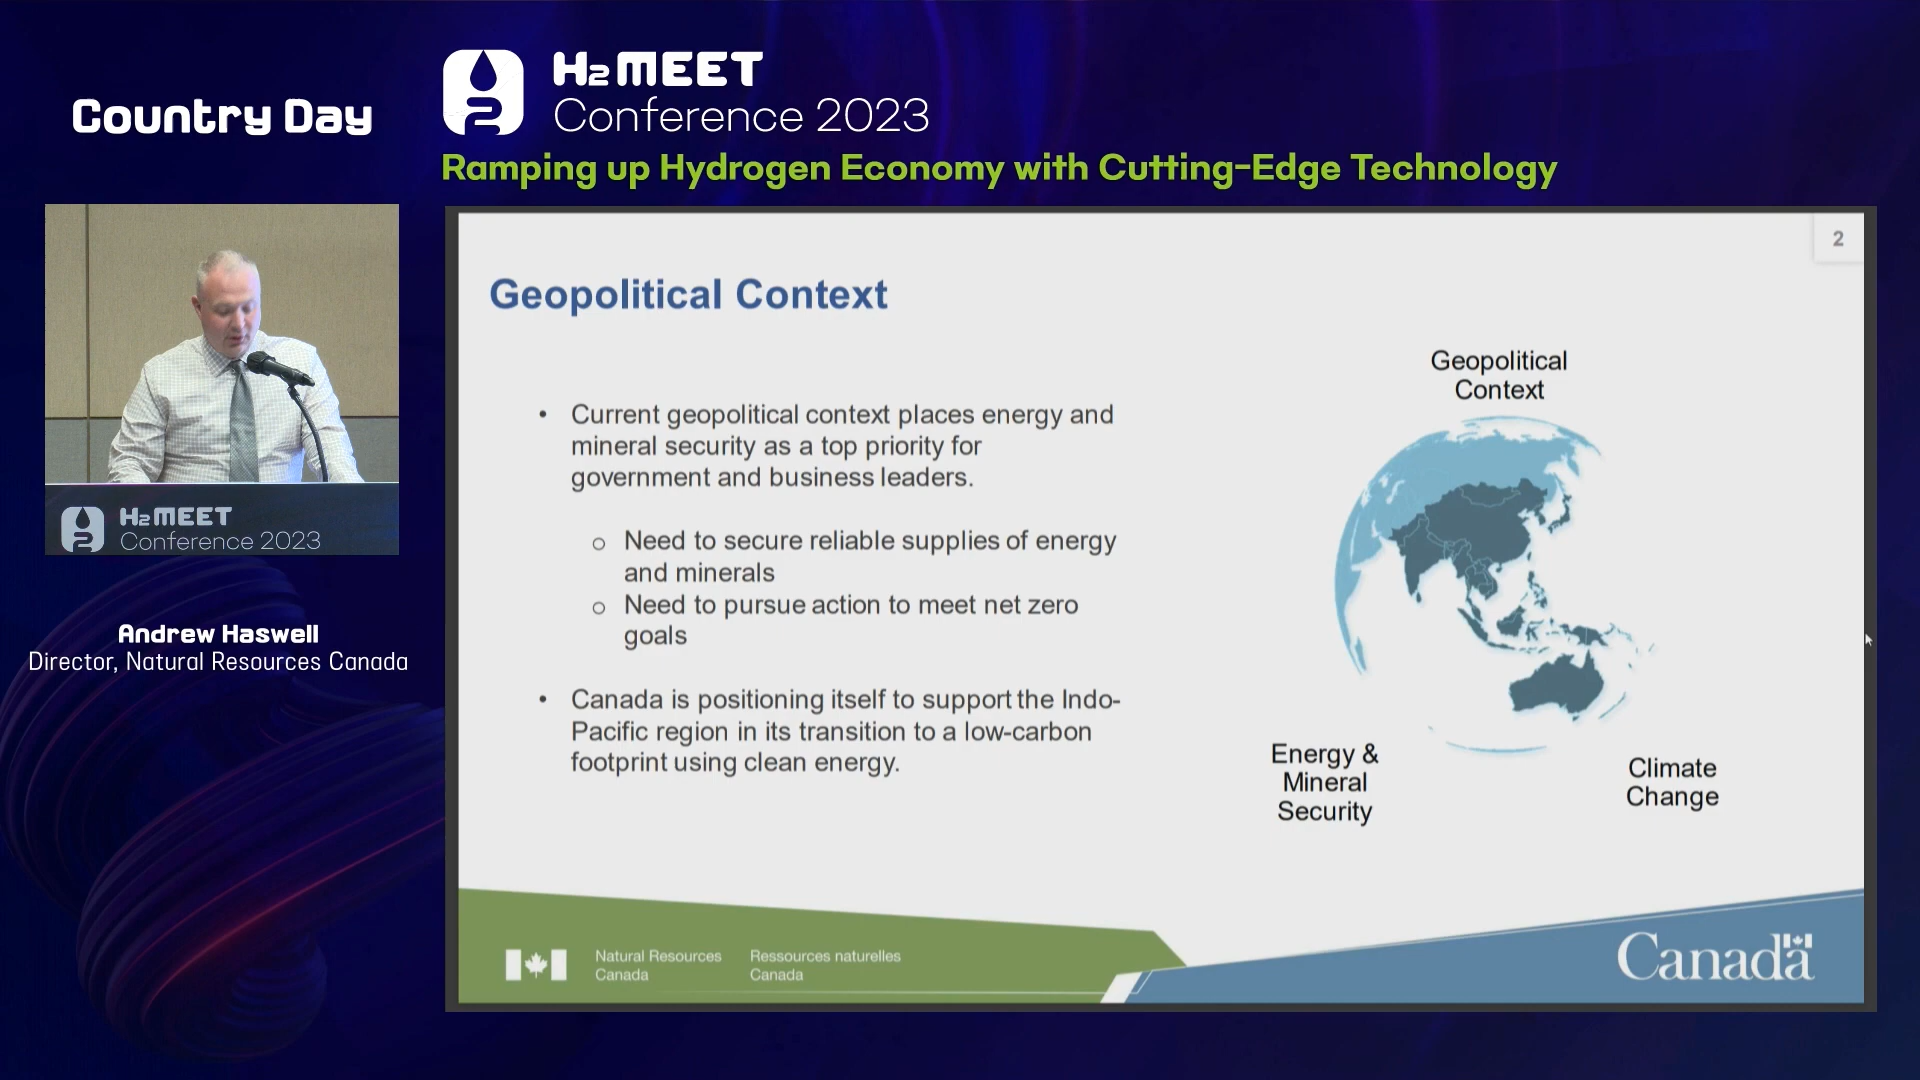 Country Day
H2 MEET
Conference 2023
Ramping up Hydrogen Economy with Cutting-Edge Technology
H2 MEET
Conference 2023
Andrew Haswell
Director, Natural Resources Canada
2
Geopolitical Context
• Current geopolitical context places energy and
mineral security as a top priority for
government and business leaders.
o Need to secure reliable supplies of energy
and minerals
o Need to pursue action to meet net zero
goals
• Canada is positioning itself to support the Indo-
Pacific region in its transition to a low-carbon
footprint using clean energy.
Geopolitical
Context
Energy &
Mineral
Security
Climate
Change
Natural Resources
Canada
Ressources naturelles
Canada
Canada